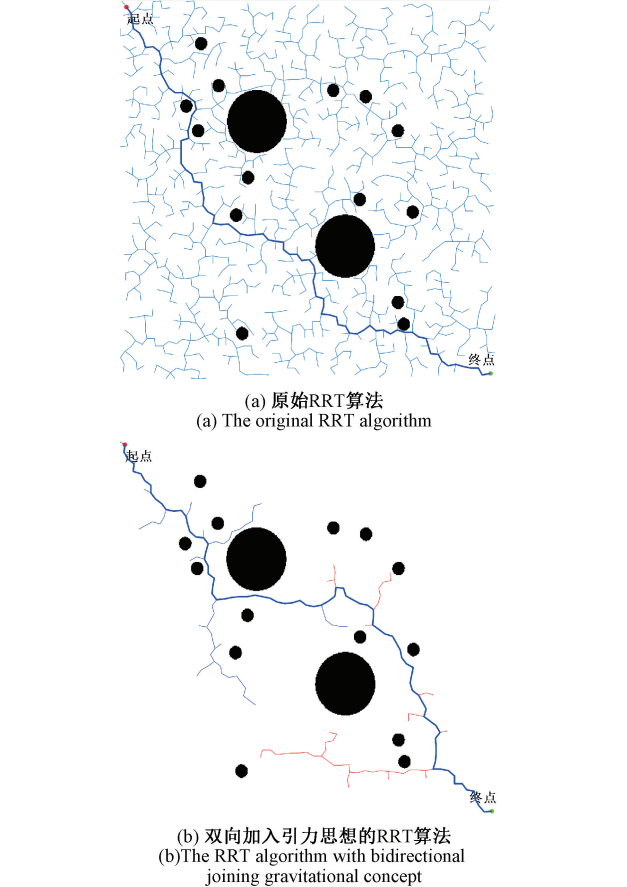 起点
终点
(a) 原始RRT算法
(a) The original RRT algorithm
起点
终点
(b) 双向加入引力思想的RRT算法
(b)The RRT algorithm with bidirectional
joining gravitational concept